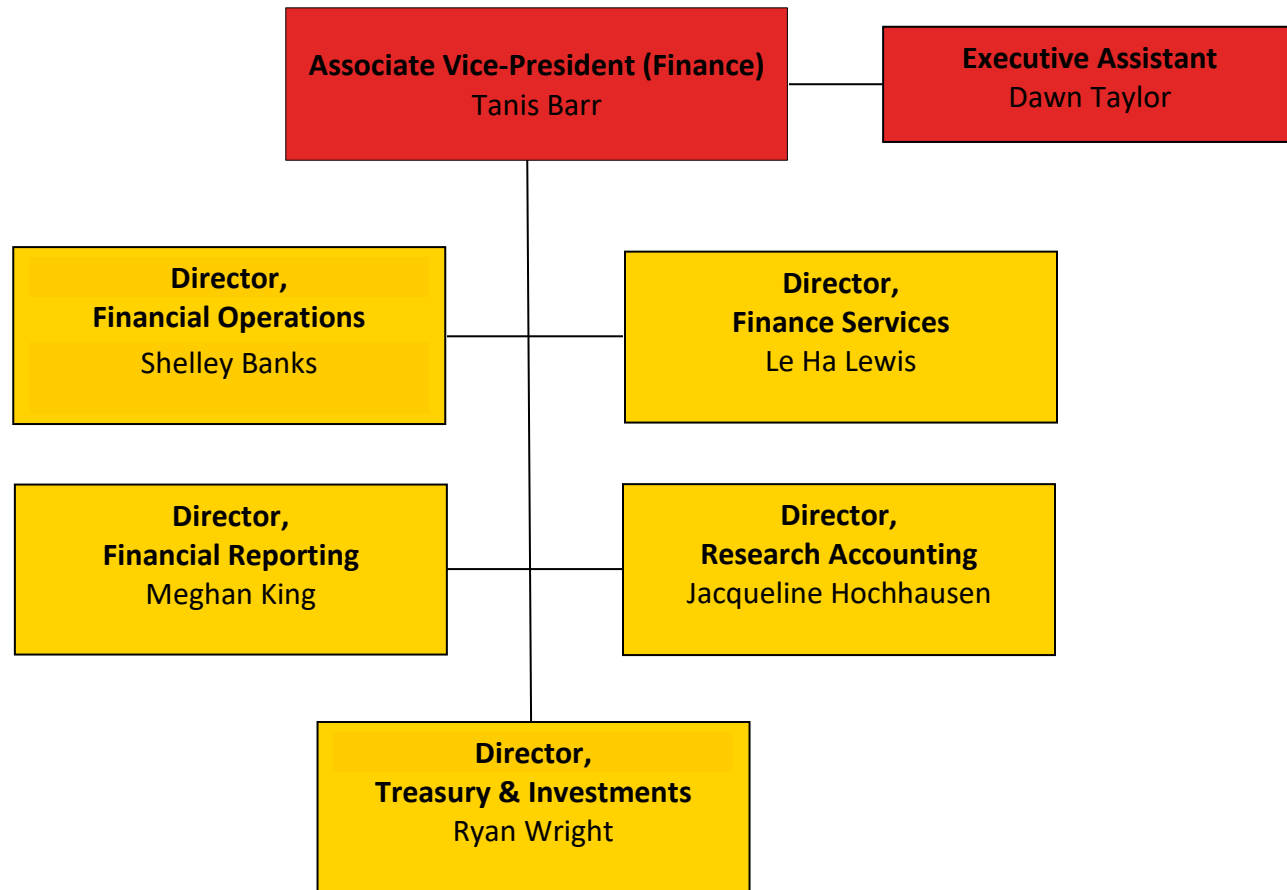 Associate Vice-President (Finance)
Tanis Barr
Executive Assistant
Dawn Taylor
Director,
Financial Operations
Shelley Banks
Director,
Finance Services
Le Ha Lewis
Director,
Financial Reporting
Meghan King
Director,
Research Accounting
Jacqueline Hochhausen
Director,
Treasury & Investments
Ryan Wright